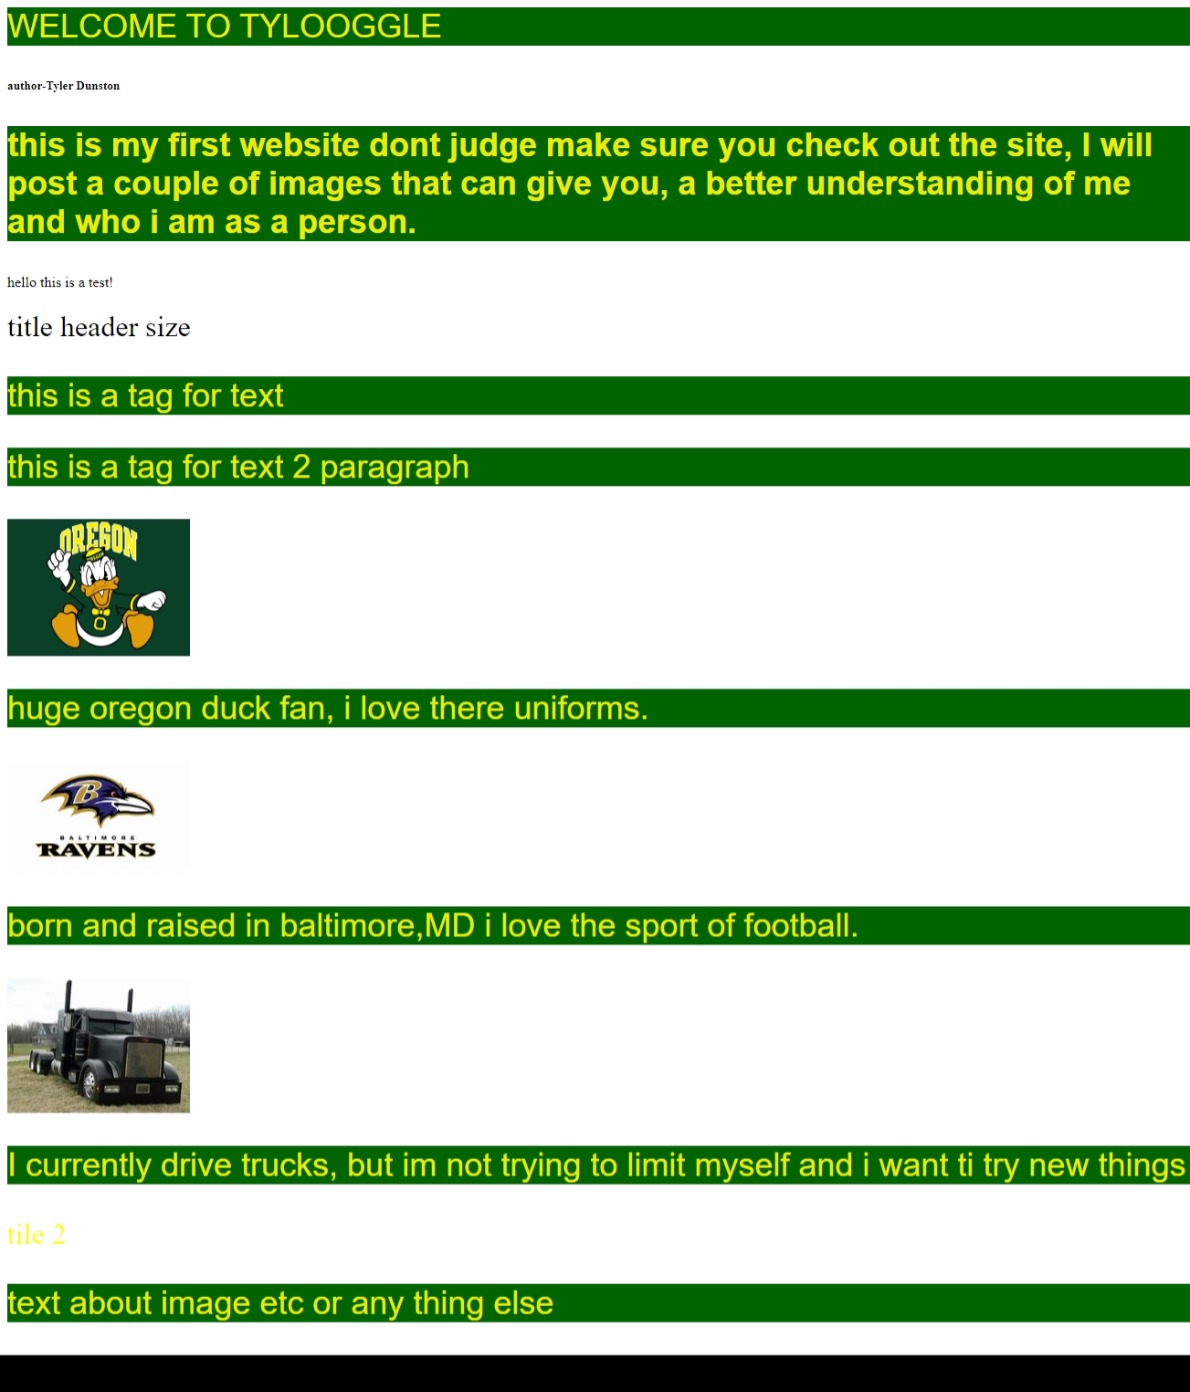 WELCOME TO TYLOOGGLE
author-Tyler Dunston
this is my first website dont judge make sure you check out the site, I will
post a couple of images that can give you, a better understanding of me
and who i am as a person.
hello this is a test!
title header size
this is a tag for text
this is a tag for text 2 paragraph
OREGON
O
huge oregon duck fan, i love there uniforms.
B
BALTIMORE
RAVENS
born and raised in baltimore,MD i love the sport of football.
I currently drive trucks, but im not trying to limit myself and i want ti try new things
tile 2
text about image etc or any thing else